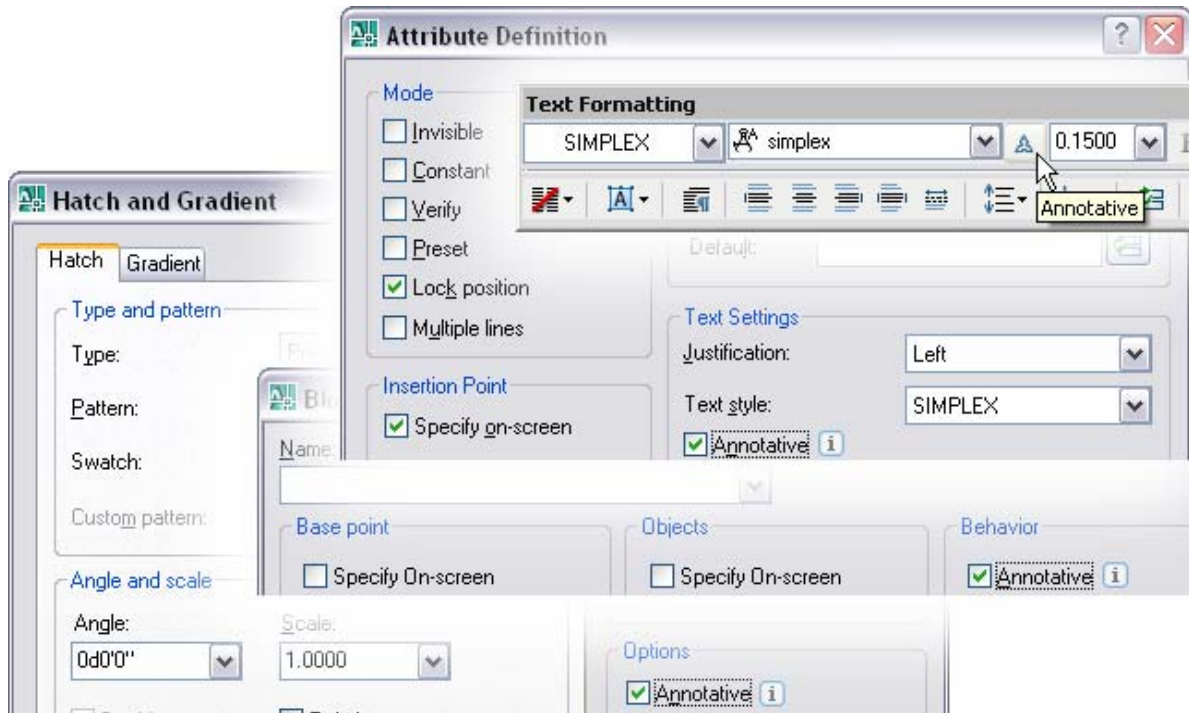 Attribute Definition
Mode
Invisible
Constant
Verify
Preset
Lock position
Multiple lines
Insertion Point
Specify on-screen
Text Formatting
SIMPLEX
simplex
0.1500
Annotative
Default:
Text Settings
Justification:
Left
Text style:
SIMPLEX
Annotative
Hatch and Gradient
Hatch
Gradient
Type and pattern
Type:
Pattern:
Swatch:
Custom pattern:
Angle and scale
Angle:
Scale:
0d0'0"
1.0000
Name:
Base point
Specify On-screen
Objects
Specify On-screen
Behavior
Annotative
Options
Annotative